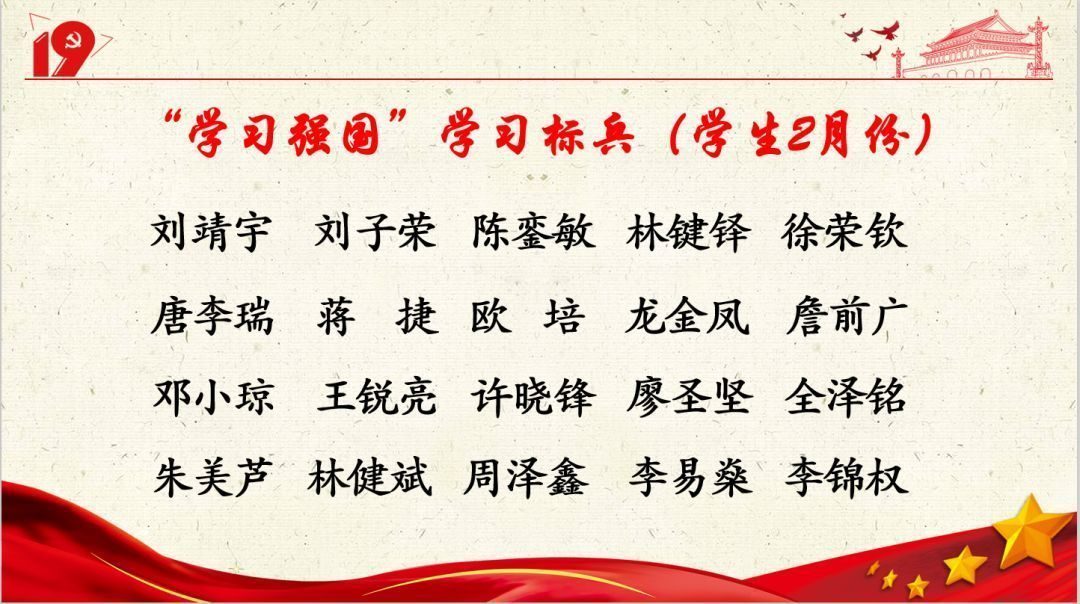 19
“学习强国”学习标兵（学生2月份）
刘靖宇 刘子荣 陈銮敏 林键铎 徐荣钦
唐李瑞 蒋 捷 欧 培 龙金凤 詹前广
邓小琼 王锐亮 许晓锋 廖圣坚 全泽铭
朱美芦 林健斌 周泽鑫 李易燊 李锦权